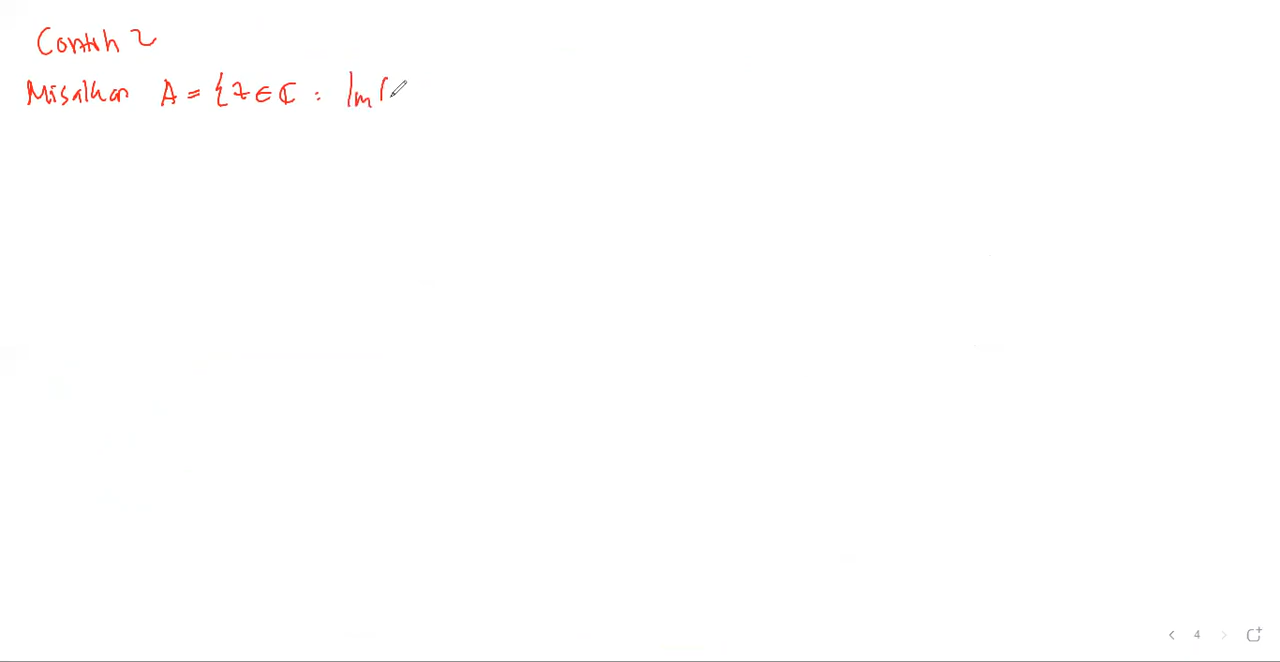 Contoh 2
Misalkan A = {z ∈ ℂ : Im(
4